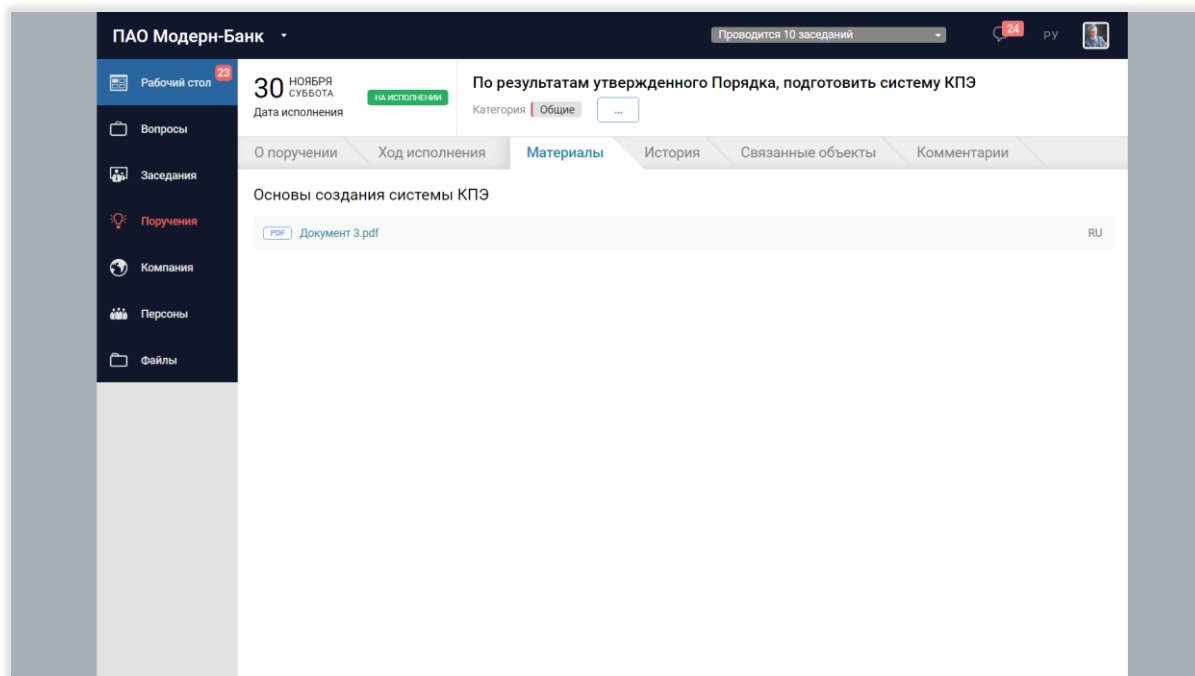 ПАО Модерн-Банк
Проводится 10 заседаний
24
РУ
Рабочий стол
23
Вопросы
Заседания
Поручения
Компания
Персоны
Файлы
30 НОЯБРЯ
СУББОТА
Дата исполнения
НА ИСПОЛНЕНИИ
По результатам утвержденного Порядка, подготовить систему КПЭ
Категория Общие ...
О поручении Ход исполнения Материалы История Связанные объекты Комментарии
Основы создания системы КПЭ
PDF Документ 3.pdf RU